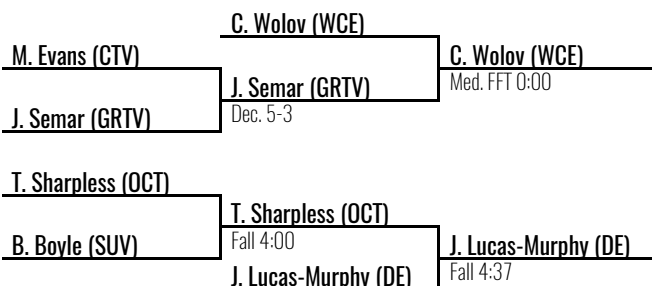 C. Wolov (WCE)
M. Evans (CTV)
C. Wolov (WCE)
J. Semar (GRTV)
Med. FFT 0:00
J. Semar (GRTV)
Dec. 5-3
T. Sharpless (OCT)
T. Sharpless (OCT)
B. Boyle (SUV)
Fall 4:00
J. Lucas-Murphy (DE)
J. Lucas-Murphy (DE)
Fall 4:37